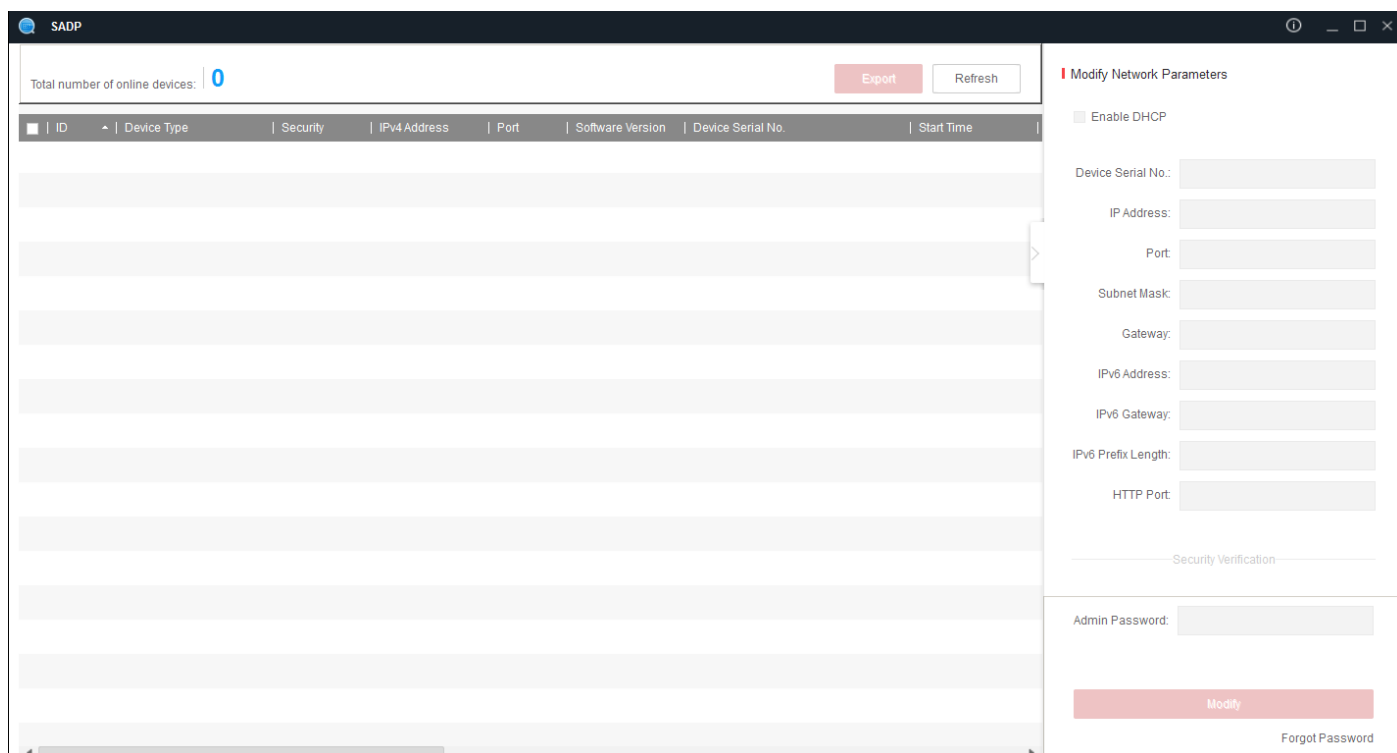 SADP
Total number of online devices: 0
Export
Refresh
ID | Device Type | Security | IPv4 Address | Port | Software Version | Device Serial No. | Start Time
Modify Network Parameters
Enable DHCP
Device Serial No.:
IP Address:
Port:
Subnet Mask:
Gateway:
IPv6 Address:
IPv6 Gateway:
IPv6 Prefix Length:
HTTP Port:
Security Verification
Admin Password:
Modify
Forgot Password